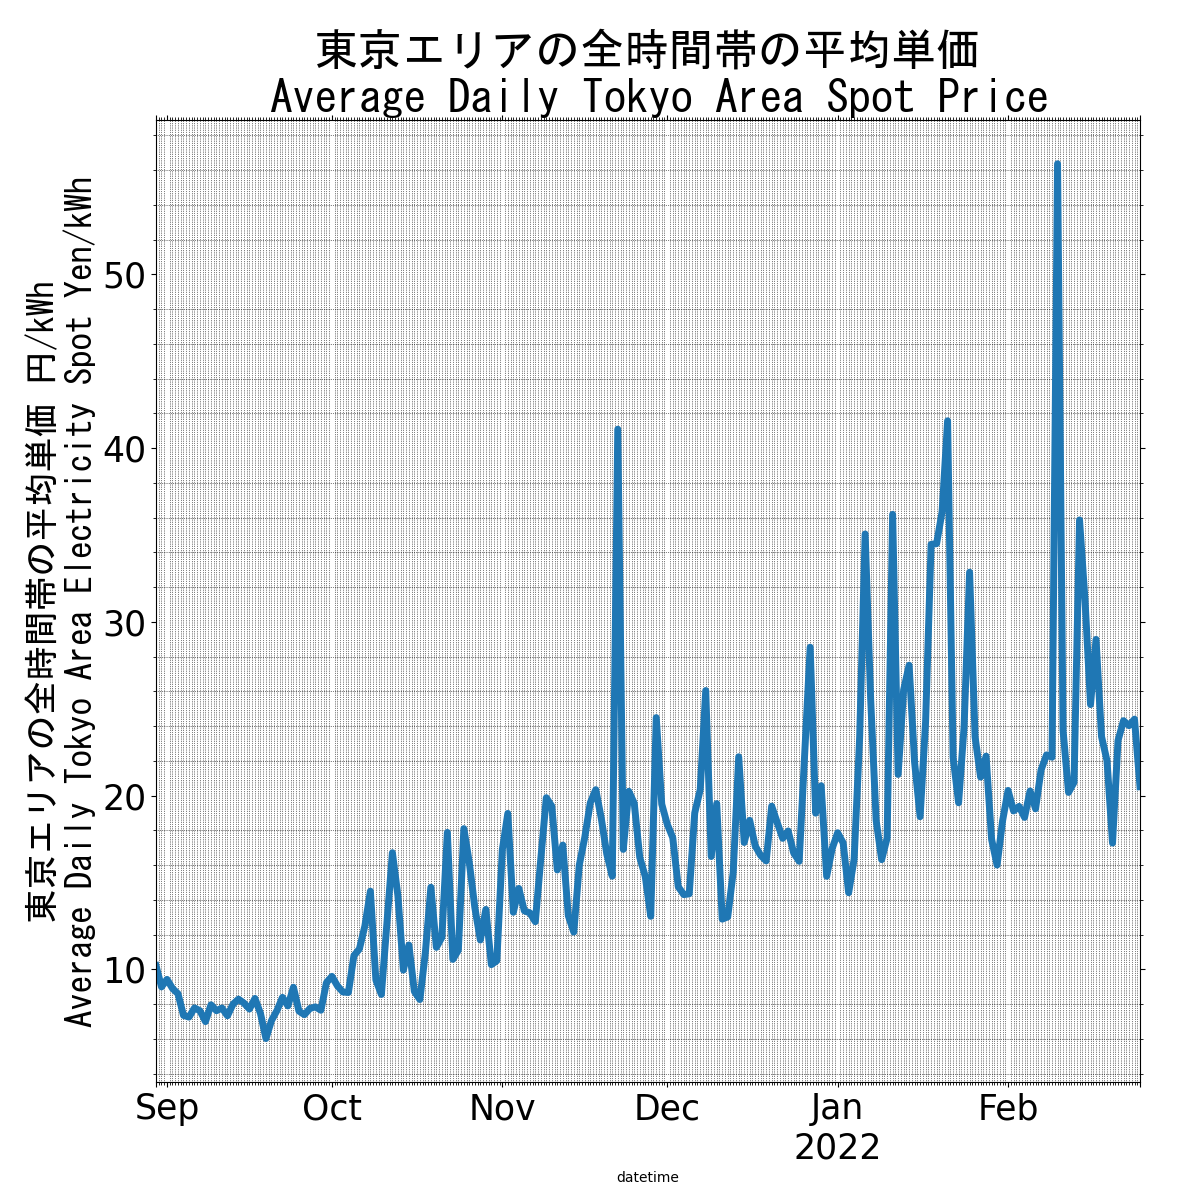 東京エリアの全時間帯の平均単価
Average Daily Tokyo Area Spot Price
東京エリアの全時間帯の平均単価 円/kWh
Average Daily Tokyo Area Electricity Spot Yen/kWh
50
40
30
20
10
Sep Oct Nov Dec Jan Feb
2022
datetime